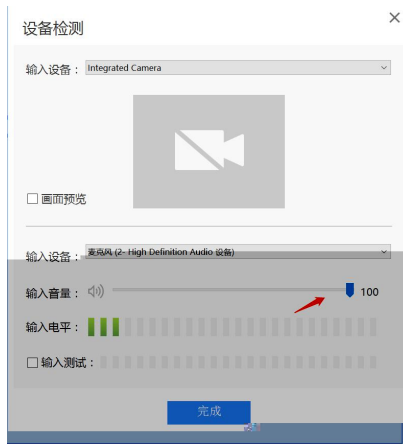 设备检测
输入设备： Integrated Camera
画面预览
输入设备： 麦克风 (2- High Definition Audio 设备)
输入音量： 100
输入电平：
输入测试：
完成